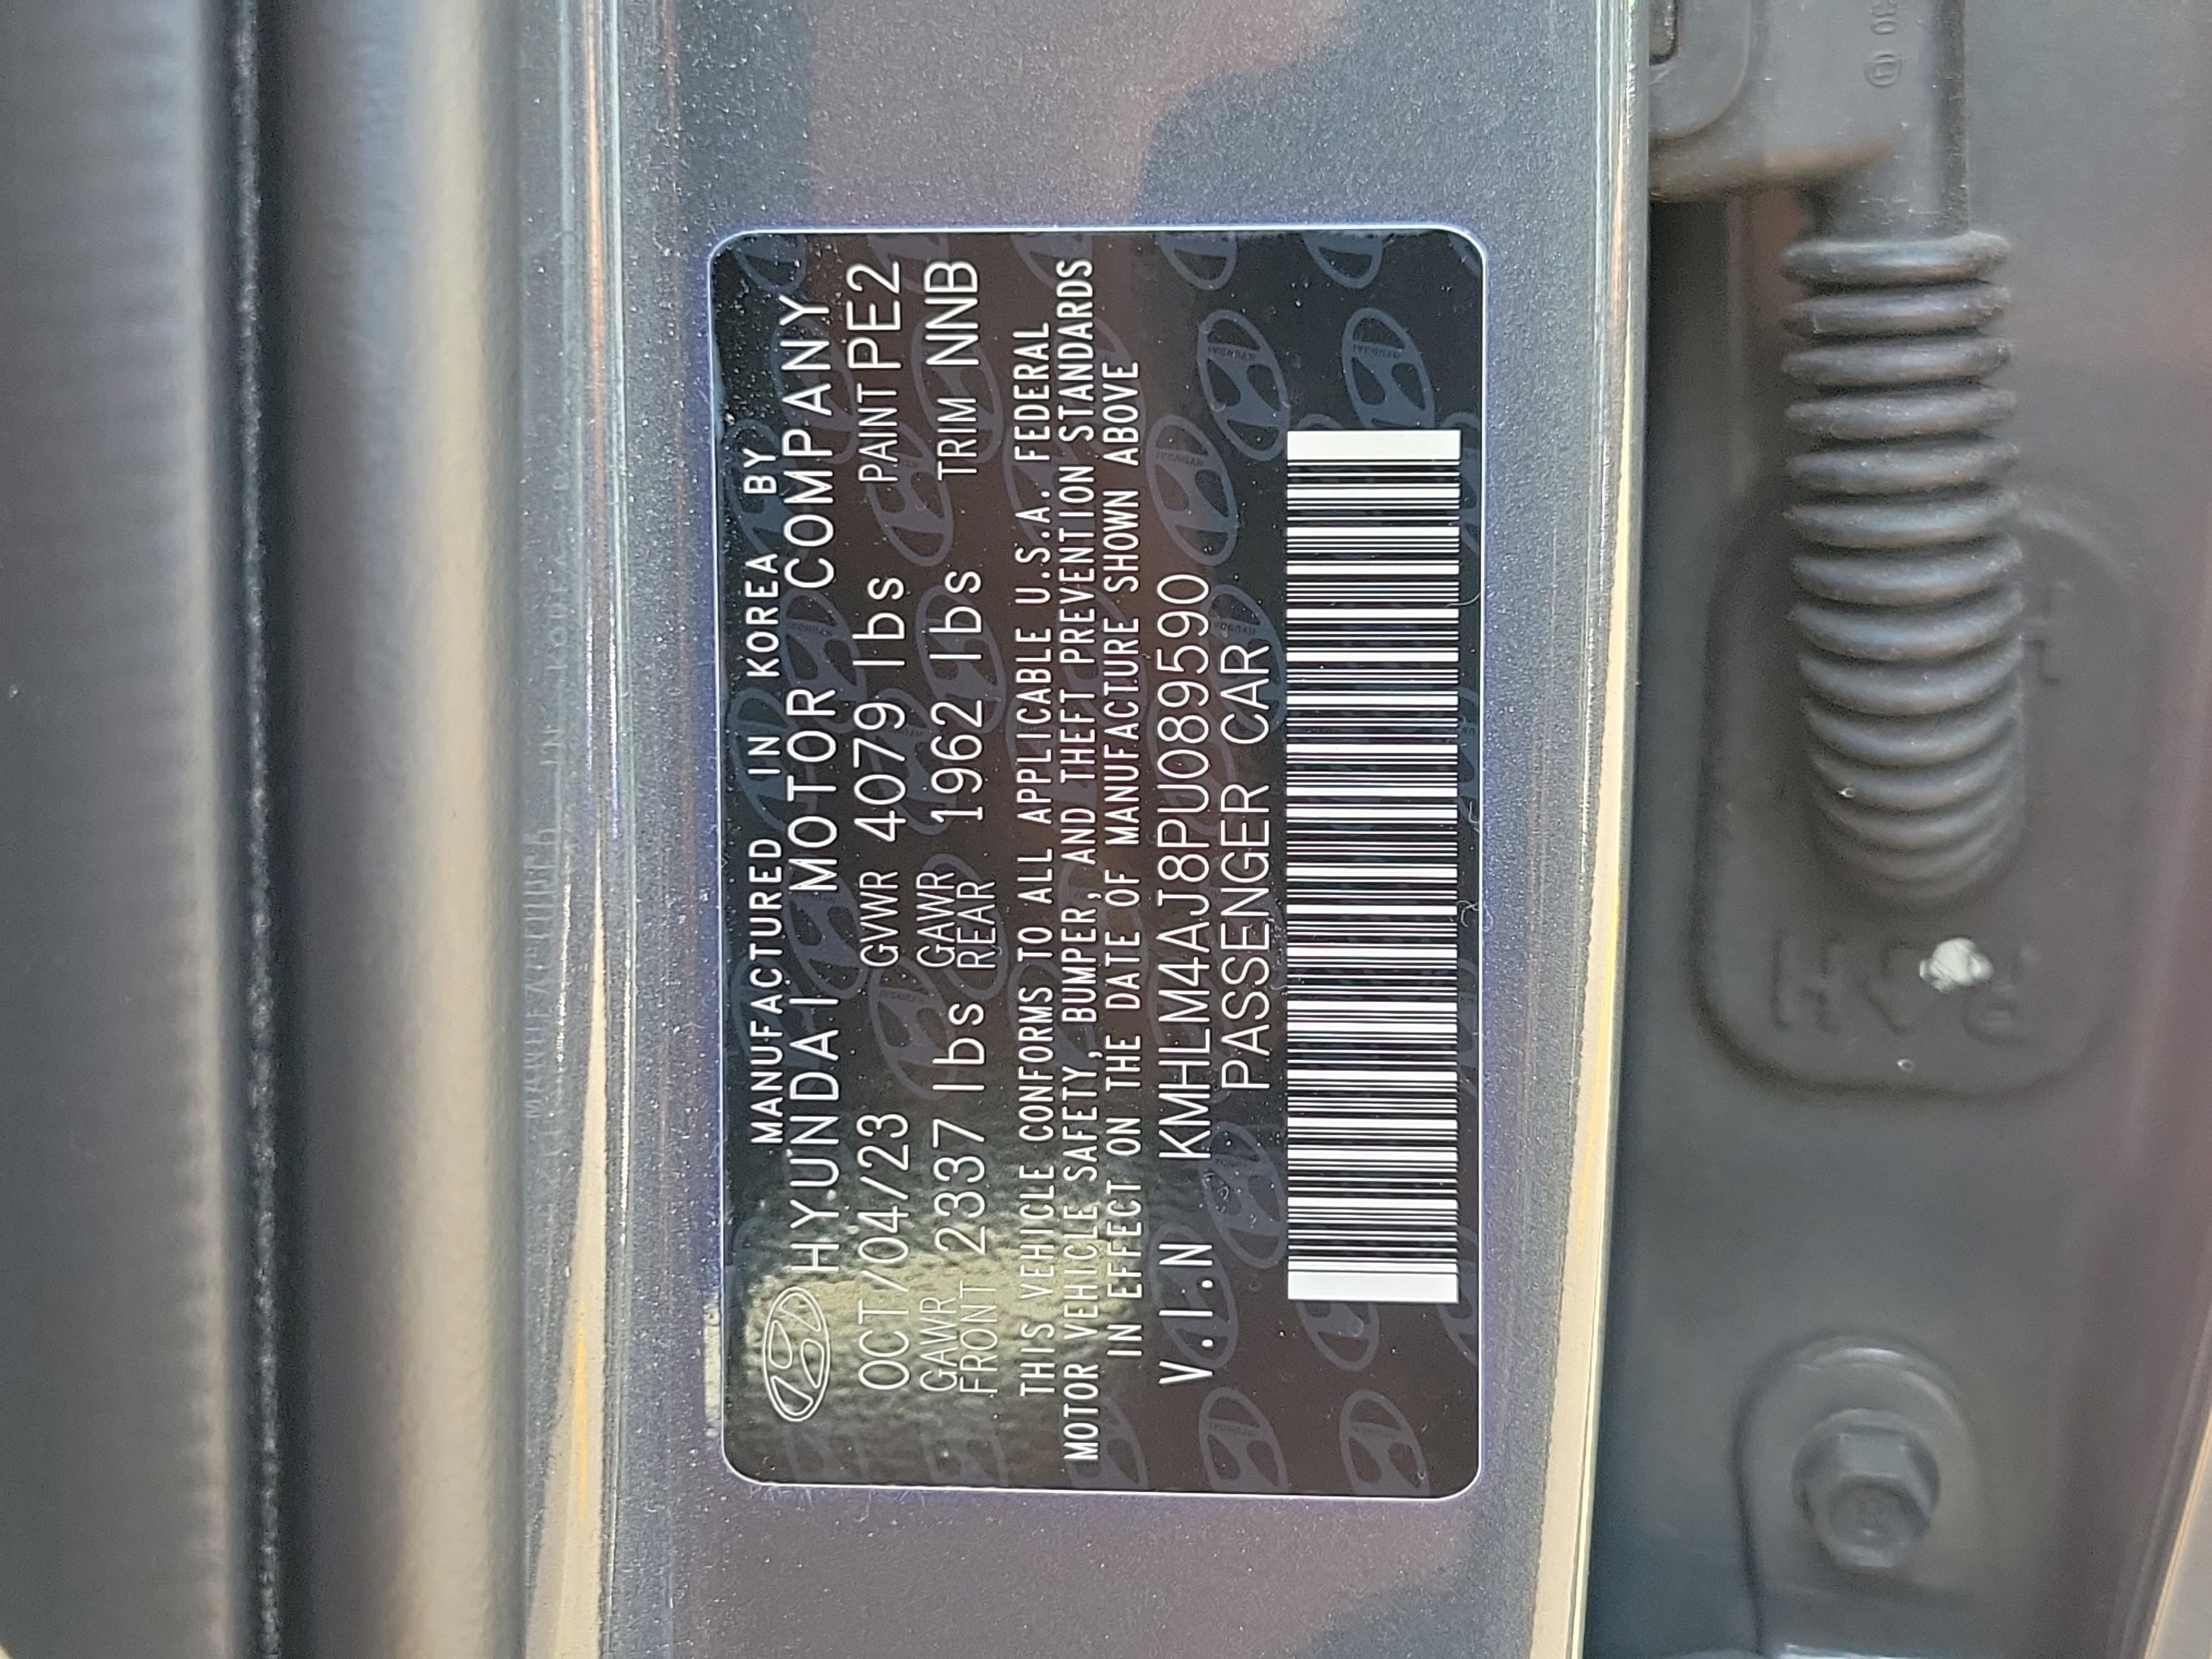 MANUFACTURED IN KOREA BY
HYUNDAI MOTOR COMPANY
OCT/04/23 GVWR 4079 lbs PAINT PE2
GAWR FRONT 2337 lbs GAWR REAR 1962 lbs TRIM NNB
THIS VEHICLE CONFORMS TO ALL APPLICABLE U.S.A. FEDERAL
MOTOR VEHICLE SAFETY, BUMPER, AND THEFT PREVENTION STANDARDS
IN EFFECT ON THE DATE OF MANUFACTURE SHOWN ABOVE
V.I.N KMHLM4AJ8PU089590
PASSENGER CAR